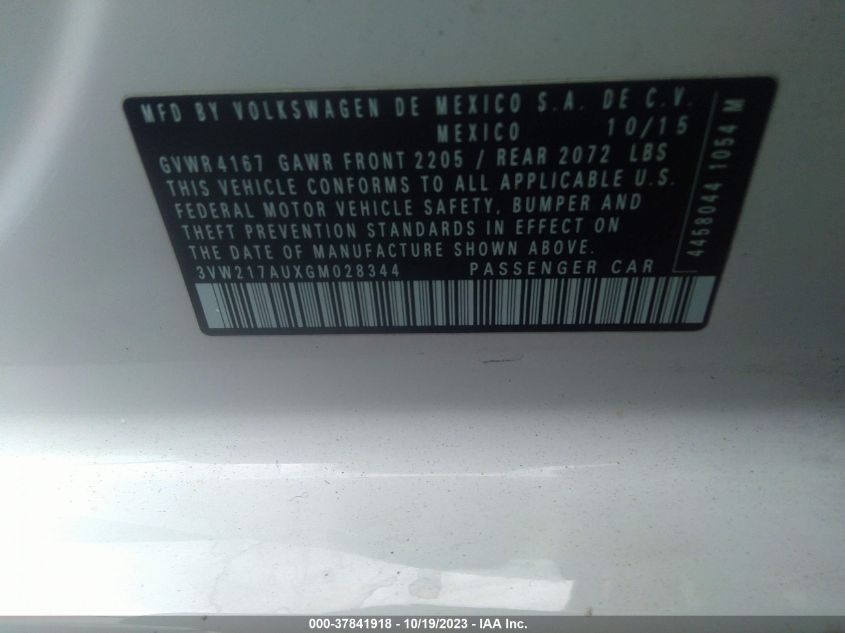 MFD BY VOLKSWAGEN DE MEXICO S.A. DE C.V.
MEXICO 10/15
GVWR 4167 GAWR FRONT 2205 / REAR 2072 LBS
THIS VEHICLE CONFORMS TO ALL APPLICABLE U.S.
FEDERAL MOTOR VEHICLE SAFETY, BUMPER AND
THEFT PREVENTION STANDARDS IN EFFECT ON
THE DATE OF MANUFACTURE SHOWN ABOVE.
3VW217AUXGM028344 PASSENGER CAR
4458044 1054 M
000-37841918 - 10/19/2023 - IAA Inc.